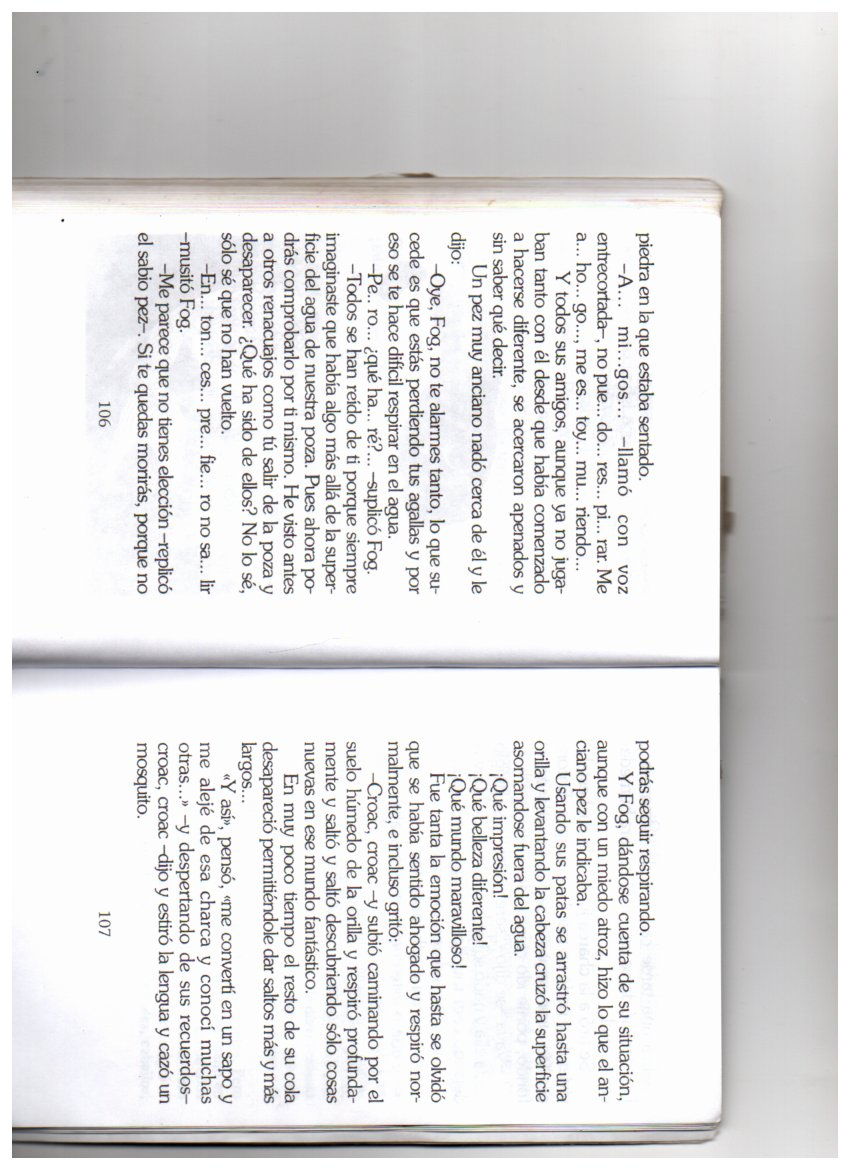 piedra en la que estaba sentado.
–A... mi...gos... –llamó con voz
entrecortada–, no pue... do... res... pi... rar. Me
a... ho... go..., me es... toy... mu... riendo...
Y todos sus amigos, aunque ya no juga-
ban tanto con él desde que había comenzado
a hacerse diferente, se acercaron apenados y
sin saber qué decir.
Un pez muy anciano nadó cerca de él y le
dijo:
–Oye, Fog, no te alarmes tanto, lo que su-
cede es que estás perdiendo tus agallas y por
eso se te hace difícil respirar en el agua.
–Pe.. ro... ¿qué ha... ré?... –suplicó Fog.
–Todos se han reído de ti porque siempre
imaginaste que había algo más allá de la super-
ficie del agua de nuestra poza. Pues ahora po-
drás comprobarlo por ti mismo. He visto antes
a otros renacuajos como tú salir de la poza y
desaparecer. ¿Qué ha sido de ellos? No lo sé,
sólo sé que no han vuelto.
–En... ton... ces... pre... fie... ro no sa... lir
–musitó Fog.
–Me parece que no tienes elección –replicó
el sabio pez–. Si te quedas morirás, porque no
106
podrás seguir respirando.
Y Fog, dándose cuenta de su situación,
aunque con un miedo atroz, hizo lo que el an-
ciano pez le indicaba.
Usando sus patas se arrastró hasta una
orilla y levantando la cabeza cruzó la superficie
asomandose fuera del agua.
¡Qué impresión!
¡Qué belleza diferente!
¡Qué mundo maravilloso!
Fue tanta la emoción que hasta se olvidó
que se había sentido ahogado y respiró nor-
malmente, e incluso gritó:
–Croac, croac –y subió caminando por el
suelo húmedo de la orilla y respiró profunda-
mente y saltó y saltó descubriendo sólo cosas
nuevas en ese mundo fantástico.
En muy poco tiempo el resto de su cola
desapareció permitiéndole dar saltos más y más
largos...
«Y así», pensó, «me convertí en un sapo y
me alejé de esa charca y conocí muchas
otras...» –y despertando de sus recuerdos–
croac, croac –dijo y estiró la lengua y cazó un
mosquito.
107